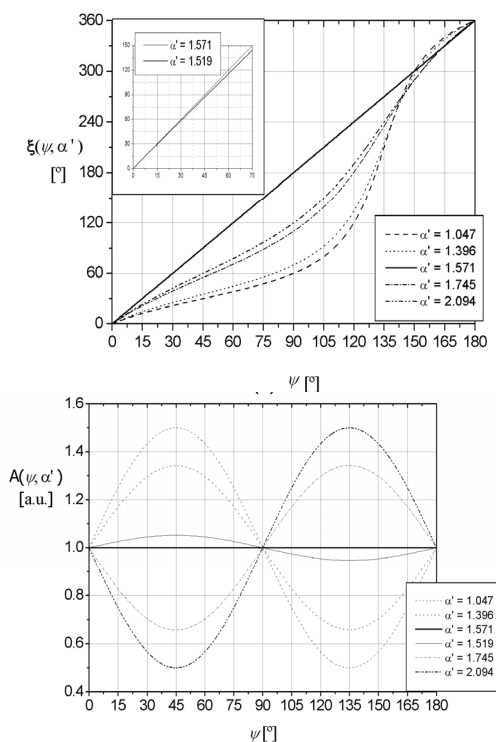 α' = 1.571
α' = 1.519
150
120
90
60
30
0
0 15 30 45 60 75
360
300
240
180
120
60
0
ξ(ψ, α')
[º]
α' = 1.047
α' = 1.396
α' = 1.571
α' = 1.745
α' = 2.094
0 15 30 45 60 75 90 105 120 135 150 165 180
ψ [º]
1.6
1.4
1.2
1.0
0.8
0.6
0.4
A(ψ, α')
[a.u.]
α' = 1.047
α' = 1.396
α' = 1.571
α' = 1.519
α' = 1.745
α' = 2.094
0 15 30 45 60 75 90 105 120 135 150 165 180
ψ[º]